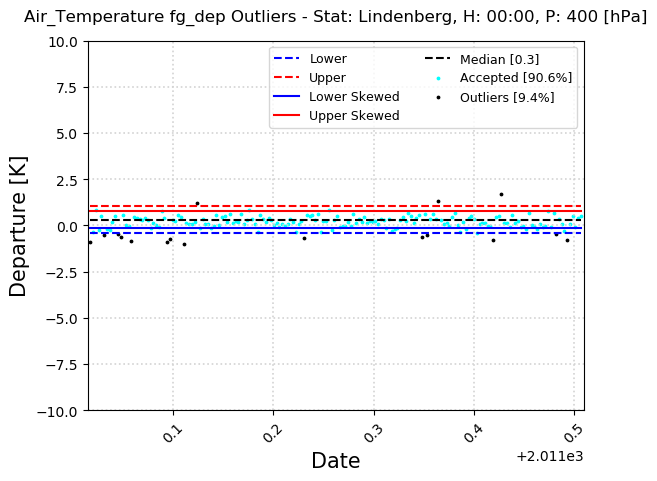 Air_Temperature fg_dep Outliers - Stat: Lindenberg, H: 00:00, P: 400 [hPa]
Lower
Upper
Lower Skewed
Upper Skewed
Median [0.3]
Accepted [90.6%]
Outliers [9.4%]
Departure [K]
10.0
7.5
5.0
2.5
0.0
−2.5
−5.0
−7.5
−10.0
0.1
0.2
0.3
0.4
0.5
+2.011e3
Date